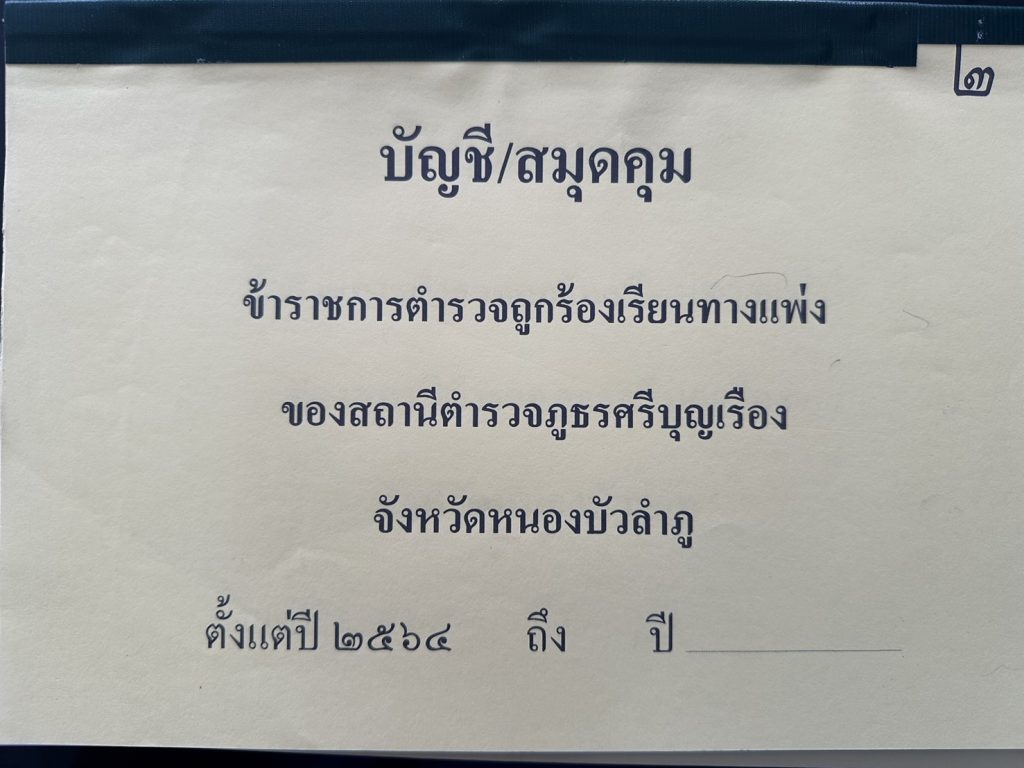 ๒
บัญชี/สมุดคุม
ข้าราชการตำรวจถูกร้องเรียนทางแพ่ง
ของสถานีตำรวจภูธรศรีบุญเรือง
จังหวัดหนองบัวลำภู
ตั้งแต่ปี ๒๕๖๔ ถึง ปี